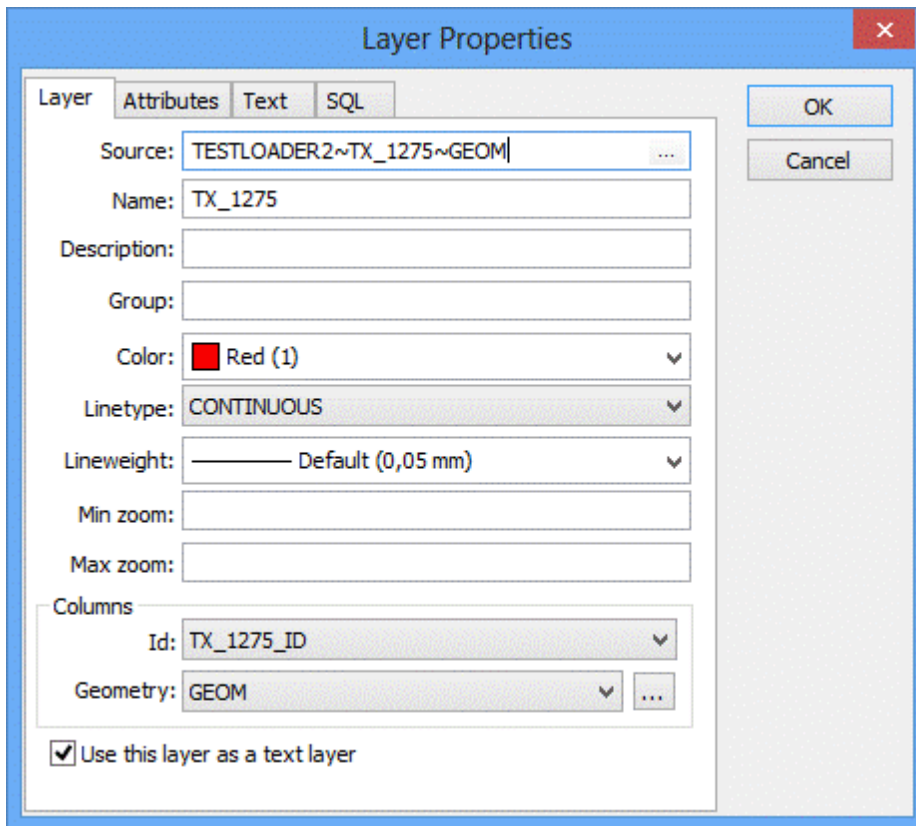 Layer Properties
Layer Attributes Text SQL
OK
Cancel
Source: TESTLOADER2~TX_1275~GEOM ...
Name: TX_1275
Description:
Group:
Color: Red (1)
Linetype: CONTINUOUS
Lineweight: Default (0,05 mm)
Min zoom:
Max zoom:
Columns
Id: TX_1275_ID
Geometry: GEOM ...
Use this layer as a text layer